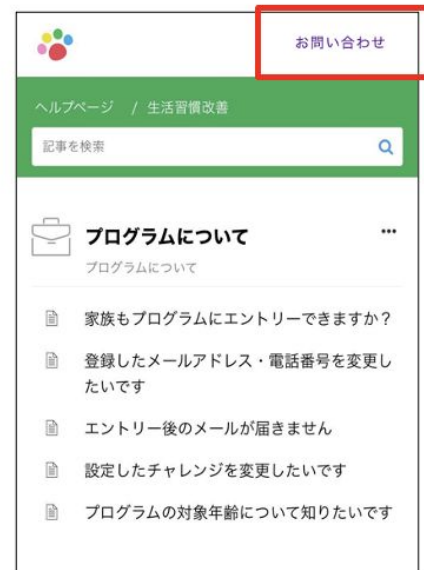 お問い合わせ
ヘルプページ / 生活習慣改善
記事を検索
プログラムについて
プログラムについて
家族もプログラムにエントリーできますか?
登録したメールアドレス・電話番号を変更し
たいです
エントリー後のメールが届きません
設定したチャレンジを変更したいです
プログラムの対象年齢について知りたいです